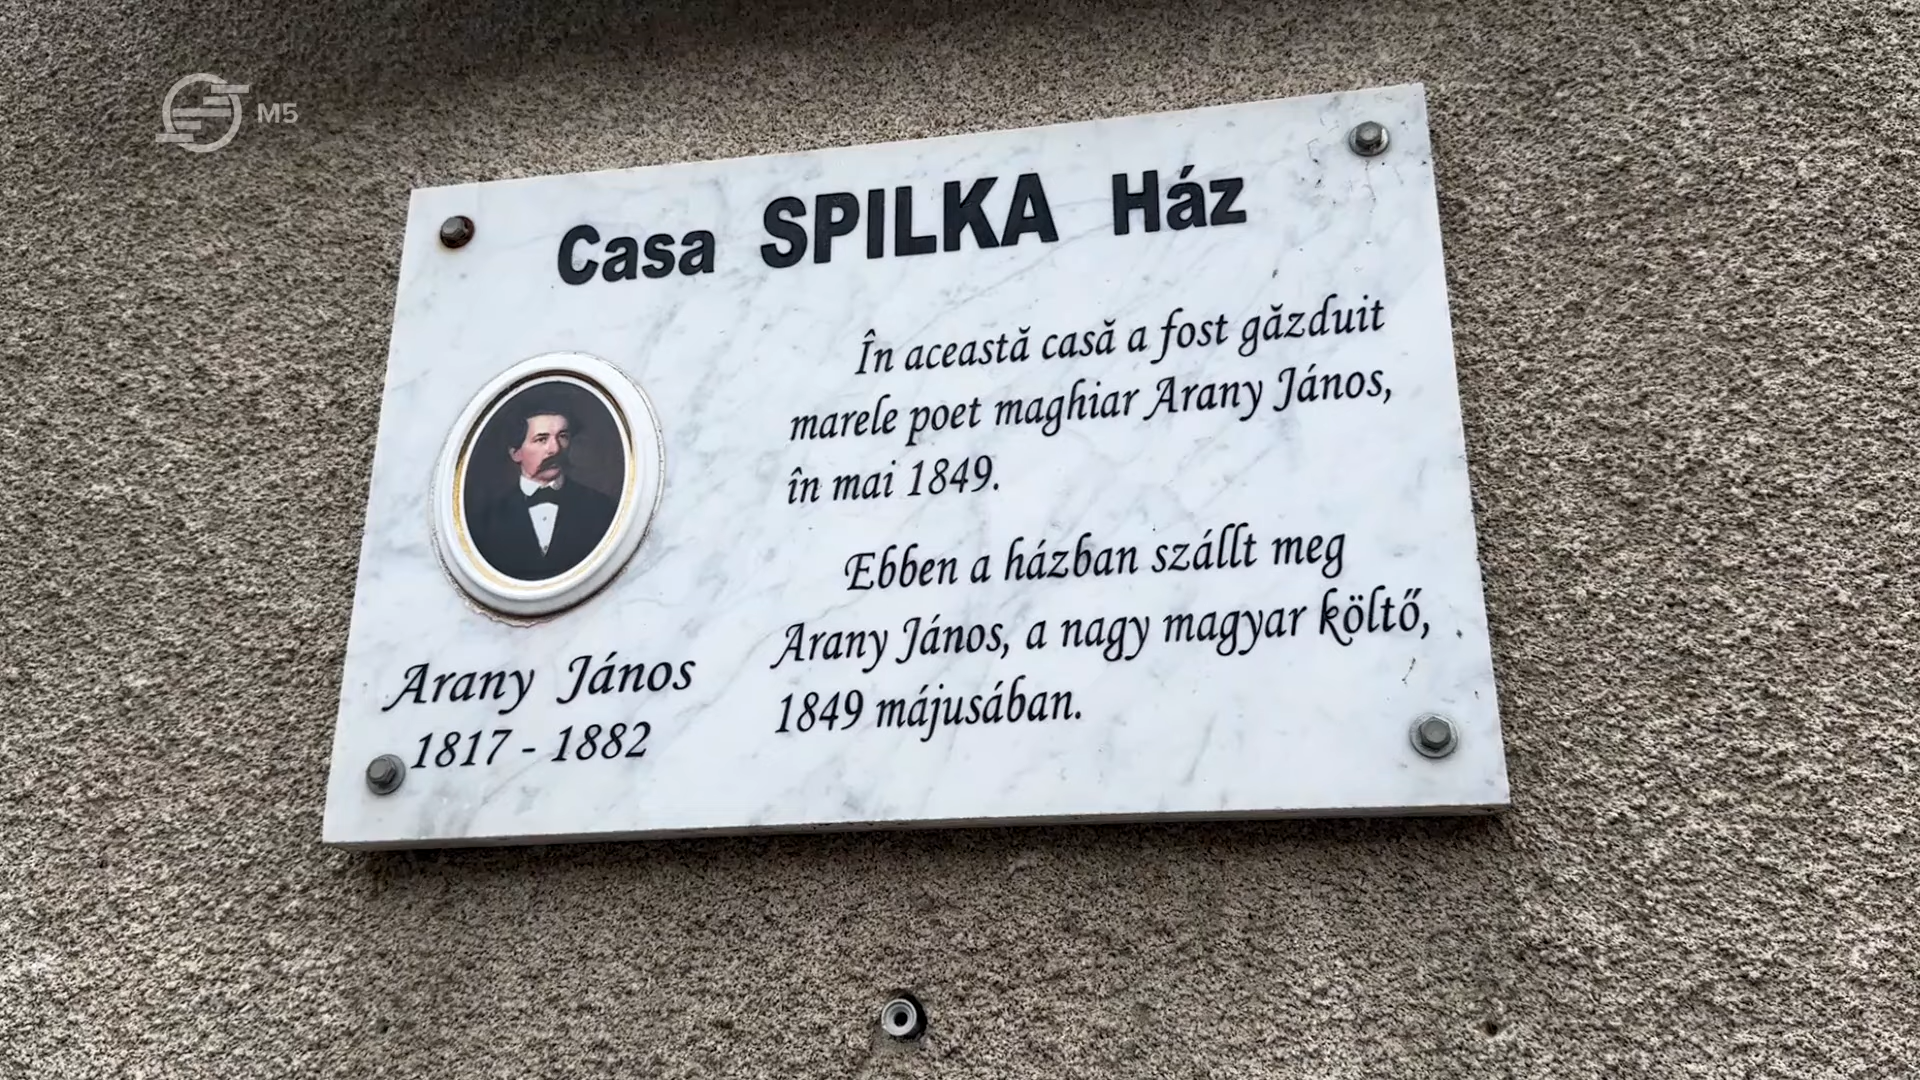 M5
Casa SPILKA Ház
În această casă a fost găzduit
marele poet maghiar Arany János,
în mai 1849.
Ebben a házban szállt meg
Arany János, a nagy magyar költő,
1849 májusában.
Arany János
1817 - 1882